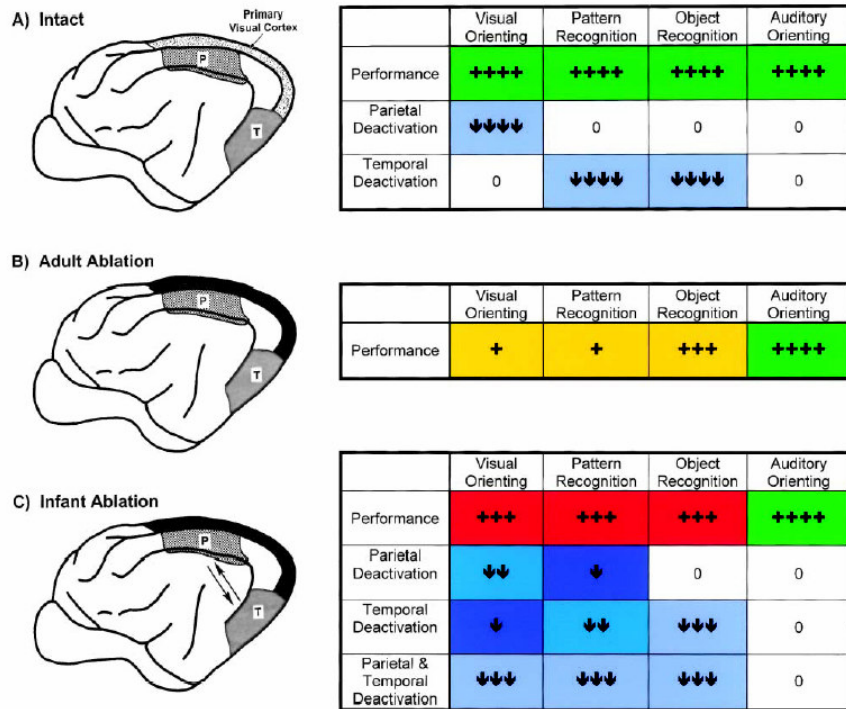 A) Intact
Primary
Visual Cortex
P
T
Visual Orienting Pattern Recognition Object Recognition Auditory Orienting
Performance ++++ ++++ ++++ ++++
Parietal Deactivation ↓↓↓↓ 0 0 0
Temporal Deactivation 0 ↓↓↓↓ ↓↓↓↓ 0
B) Adult Ablation
P
T
Visual Orienting Pattern Recognition Object Recognition Auditory Orienting
Performance + + +++ ++++
C) Infant Ablation
P
T
Visual Orienting Pattern Recognition Object Recognition Auditory Orienting
Performance +++ +++ +++ ++++
Parietal Deactivation ↓↓ ↓ 0 0
Temporal Deactivation ↓ ↓↓ ↓↓↓ 0
Parietal & Temporal Deactivation ↓↓↓ ↓↓↓ ↓↓↓ 0